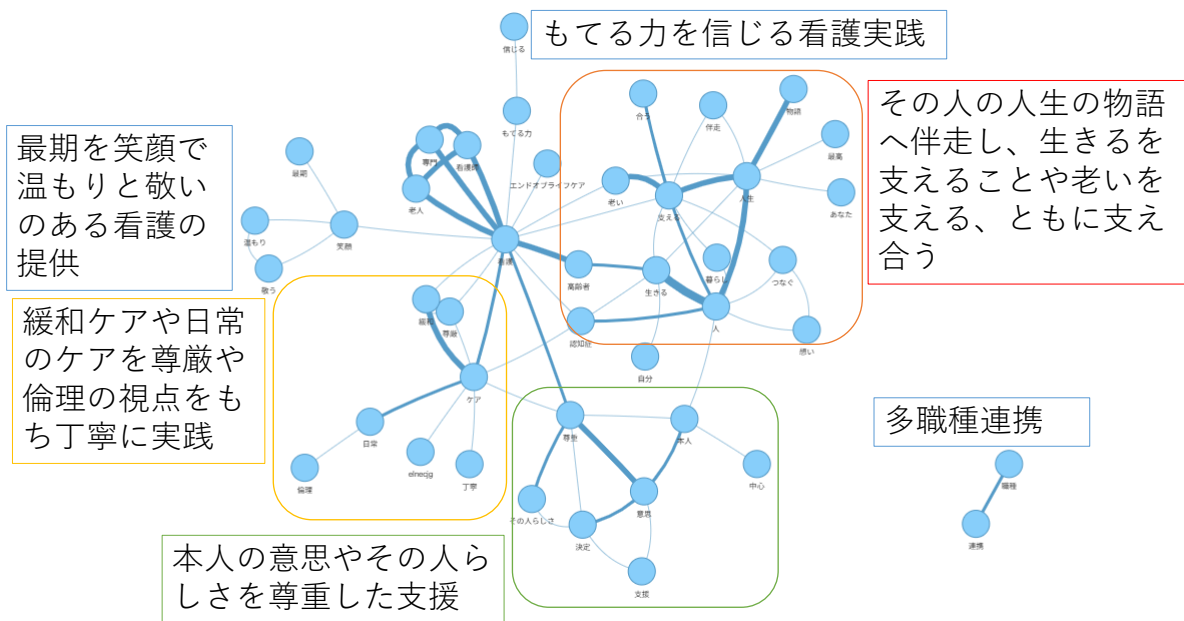 もてる力を信じる看護実践
その人の人生の物語
へ伴走し、生きるを
支えることや老いを
支える、ともに支え
合う
最期を笑顔で
温もりと敬い
のある看護の
提供
緩和ケアや日常
のケアを尊厳や
倫理の視点をも
ち丁寧に実践
本人の意思やその人ら
しさを尊重した支援
多職種連携
信じる
もてる力
専門
看護師
老人
エンドオブライフケア
最期
温もり
敬う
笑顔
看護
合う
伴走
物語
最高
あなた
人生
老い
支える
暮らし
つなぐ
高齢者
生きる
人
想い
認知症
自分
緩和
尊厳
ケア
日常
倫理
elnecjg
丁寧
尊重
本人
中心
その人らしさ
意思
決定
支援
職種
連携